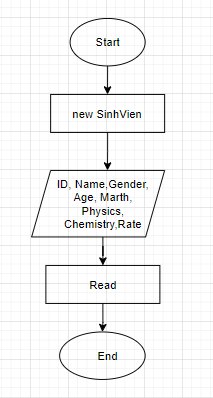 Start
new SinhVien
ID, Name,Gender,
Age, Marth,
Physics,
Chemistry,Rate
Read
End